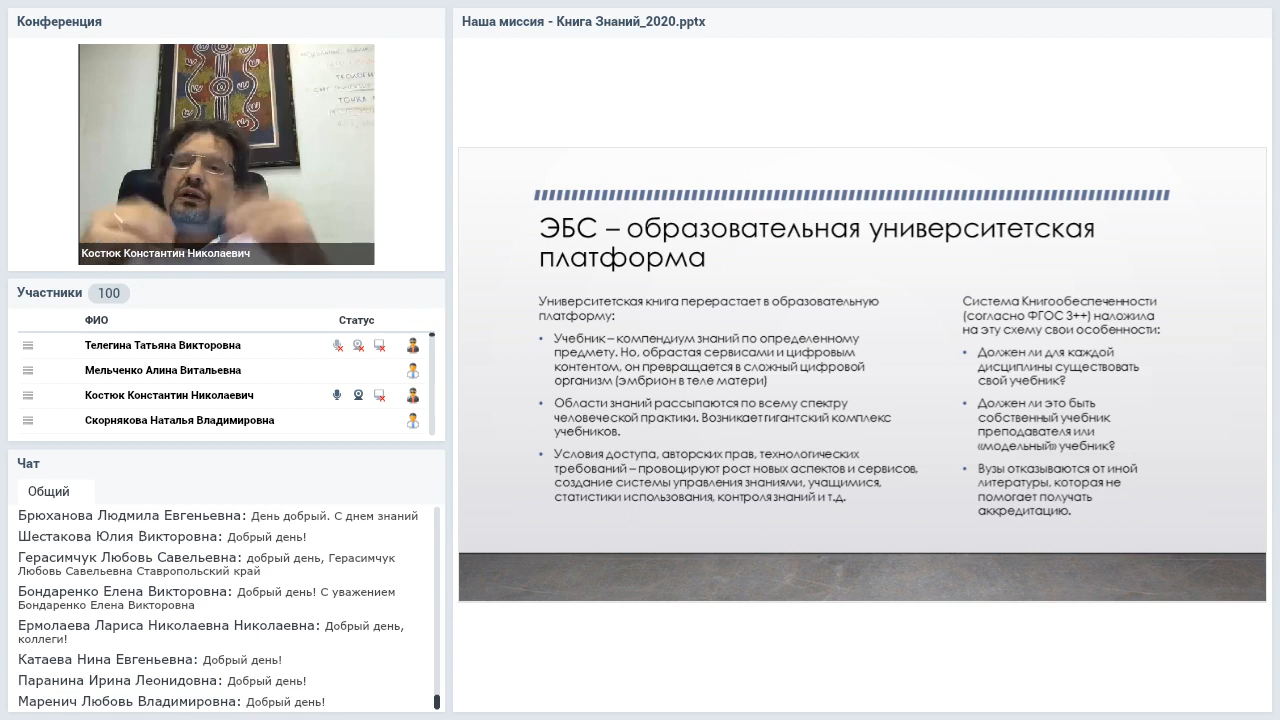 Конференция
Костюк Константин Николаевич
Участники 100
ФИО Статус
Телегина Татьяна Викторовна
Мельченко Алина Витальевна
Костюк Константин Николаевич
Скорнякова Наталья Владимировна
Чат
Общий
Брюханова Людмила Евгеньевна: День добрый. С днем знаний
Шестакова Юлия Викторовна: Добрый день!
Герасимчук Любовь Савельевна: добрый день, Герасимчук
Любовь Савельевна Ставропольский край
Бондаренко Елена Викторовна: Добрый день! С уважением
Бондаренко Елена Викторовна
Ермолаева Лариса Николаевна Николаевна: Добрый день,
коллеги!
Катаева Нина Евгеньевна: Добрый день!
Паранина Ирина Леонидовна: Добрый день!
Маренич Любовь Владимировна: Добрый день!
Наша миссия - Книга Знаний_2020.pptx
ЭБС – образовательная университетская
платформа
Университетская книга перерастает в образовательную
платформу:
• Учебник – компендиум знаний по определенному
предмету. Но, обрастая сервисами и цифровым
контентом, он превращается в сложный цифровой
организм (эмбрион в теле матери)
• Области знаний рассыпаются по всему спектру
человеческой практики. Возникает гигантский комплекс
учебников.
• Условия доступа, авторских прав, технологических
требований – провоцируют рост новых аспектов и сервисов,
создание системы управления знаниями, учащимися,
статистики использования, контроля знаний и т.д.
Система Книгообеспеченности
(согласно ФГОС 3++) наложила
на эту схему свои особенности:
• Должен ли для каждой
дисциплины существовать
свой учебник?
• Должен ли это быть
собственный учебник
преподавателя или
«модельный» учебник?
• Вузы отказываются от иной
литературы, которая не
помогает получать
аккредитацию.